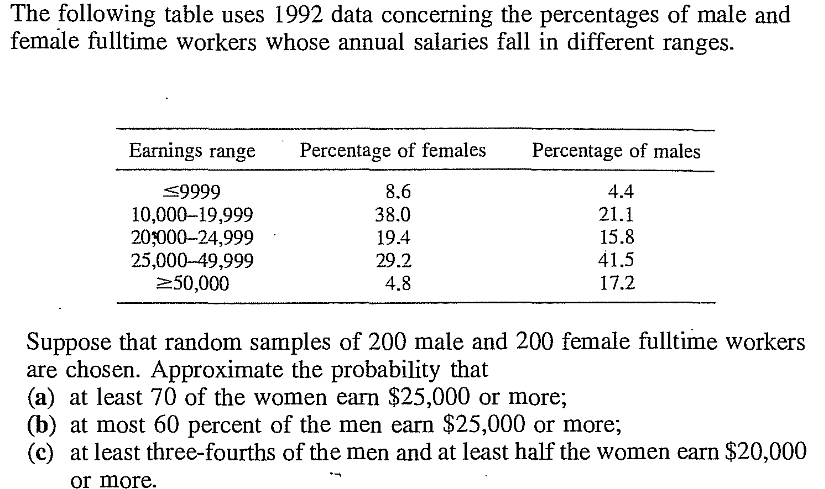 The following table uses 1992 data concerning the percentages of male and
female fulltime workers whose annual salaries fall in different ranges.
Earnings range Percentage of females Percentage of males
≤9999 8.6 4.4
10,000–19,999 38.0 21.1
20,000–24,999 19.4 15.8
25,000–49,999 29.2 41.5
≥50,000 4.8 17.2
Suppose that random samples of 200 male and 200 female fulltime workers
are chosen. Approximate the probability that
(a) at least 70 of the women earn $25,000 or more;
(b) at most 60 percent of the men earn $25,000 or more;
(c) at least three-fourths of the men and at least half the women earn $20,000
or more.